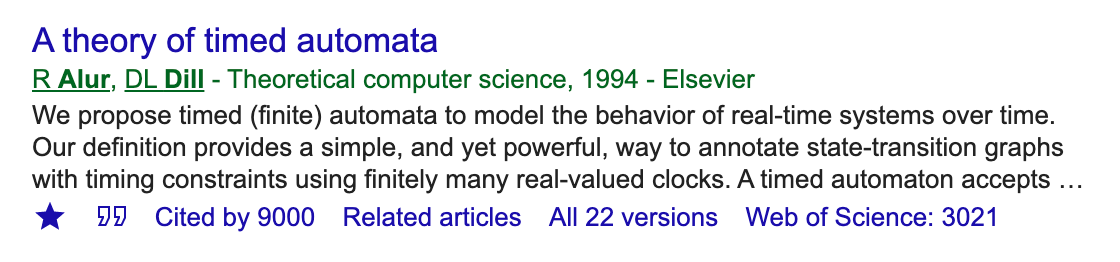 A theory of timed automata
R Alur, DL Dill - Theoretical computer science, 1994 - Elsevier
We propose timed (finite) automata to model the behavior of real-time systems over time.
Our definition provides a simple, and yet powerful, way to annotate state-transition graphs
with timing constraints using finitely many real-valued clocks. A timed automaton accepts …
Cited by 9000 Related articles All 22 versions Web of Science: 3021